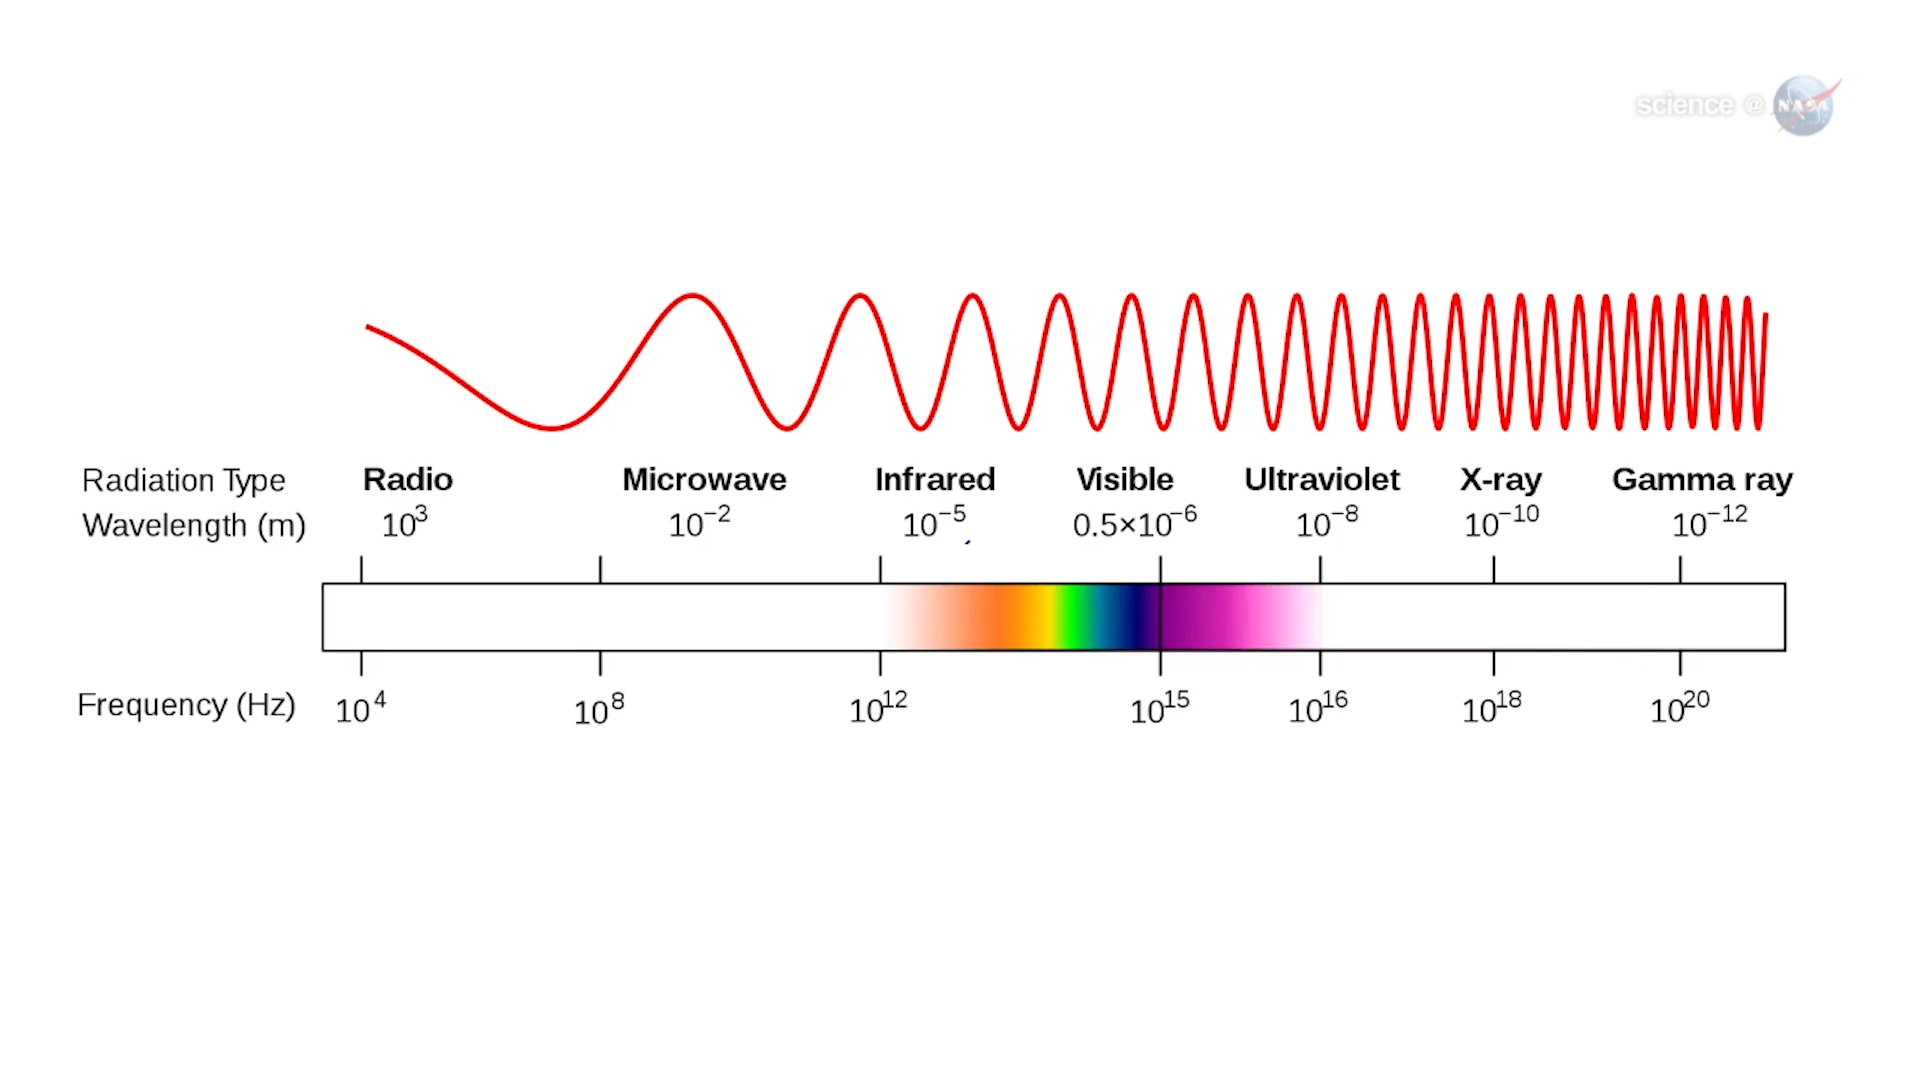 science @ NASA
Radiation Type Radio Microwave Infrared Visible Ultraviolet X-ray Gamma ray
Wavelength (m) 10³ 10⁻² 10⁻⁵ 0.5×10⁻⁶ 10⁻⁸ 10⁻¹⁰ 10⁻¹²
Frequency (Hz) 10⁴ 10⁸ 10¹² 10¹⁵ 10¹⁶ 10¹⁸ 10²⁰